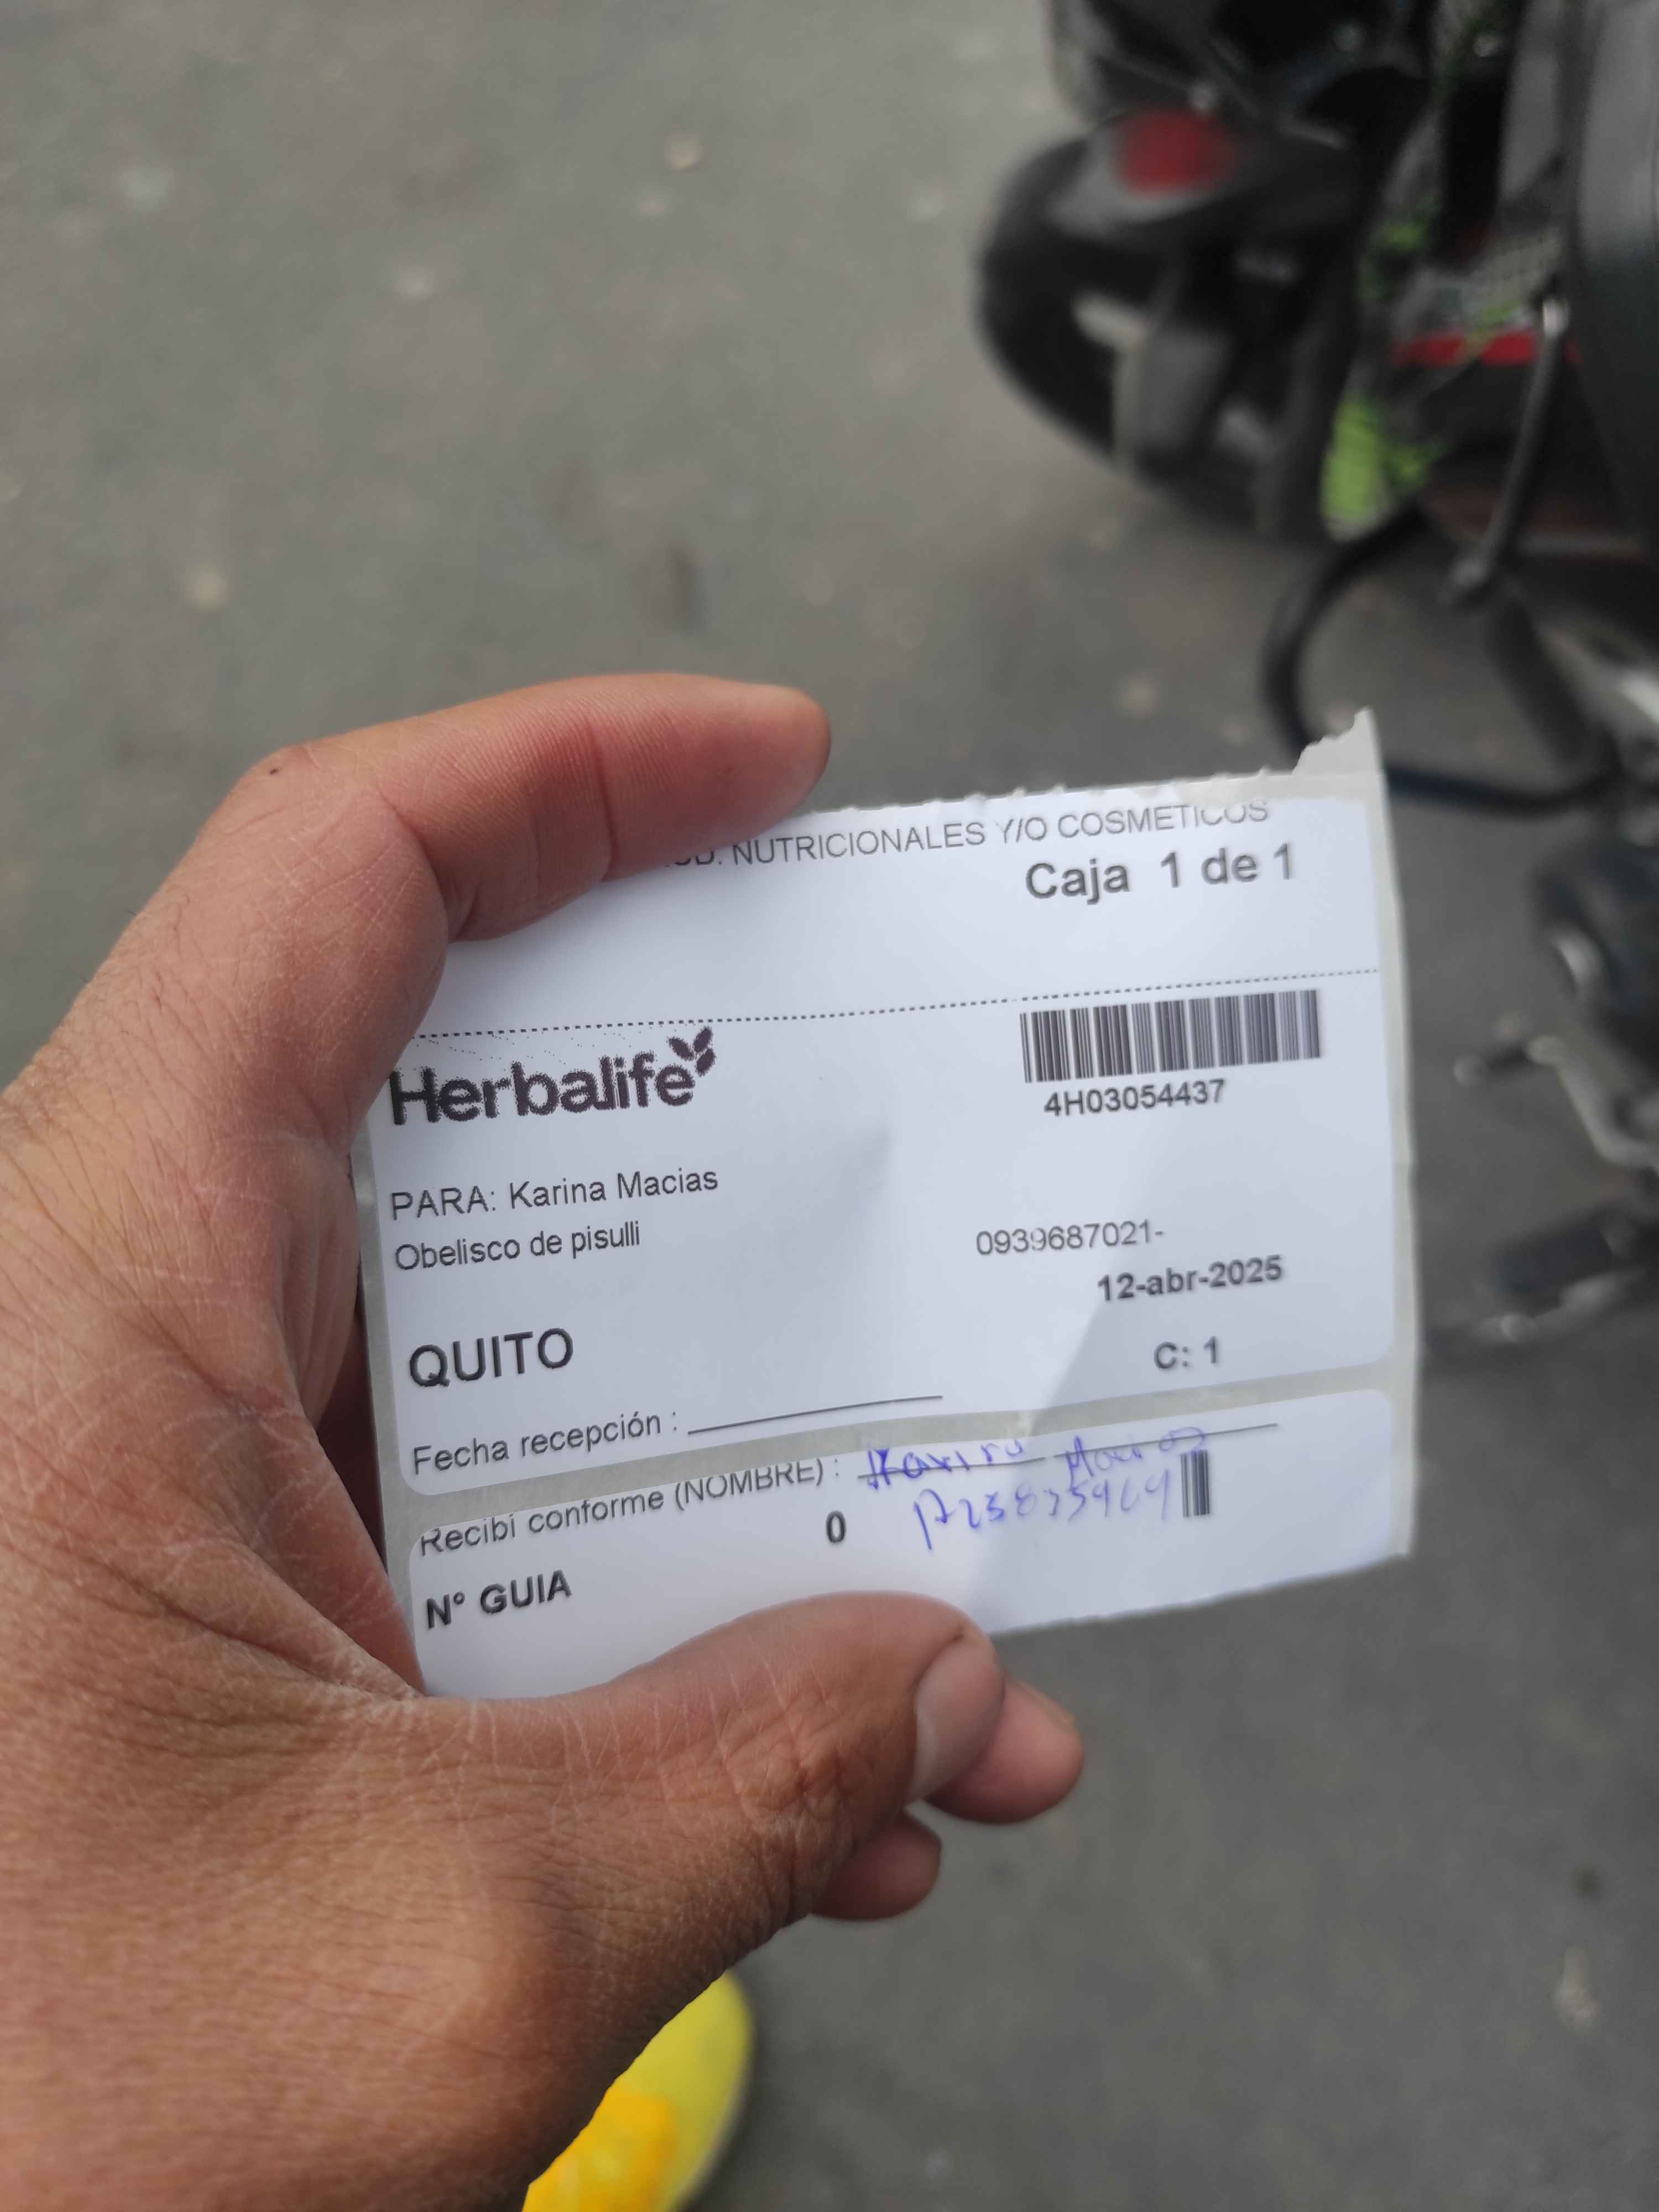 NUTRICIONALES Y/O COSMETICOS
Caja 1 de 1
Herbalife
4H03054437
PARA: Karina Macias
Obelisco de pisulli
0939687021-
12-abr-2025
QUITO
C: 1
Fecha recepción :
Recibí conforme (NOMBRE) :
0
N° GUIA